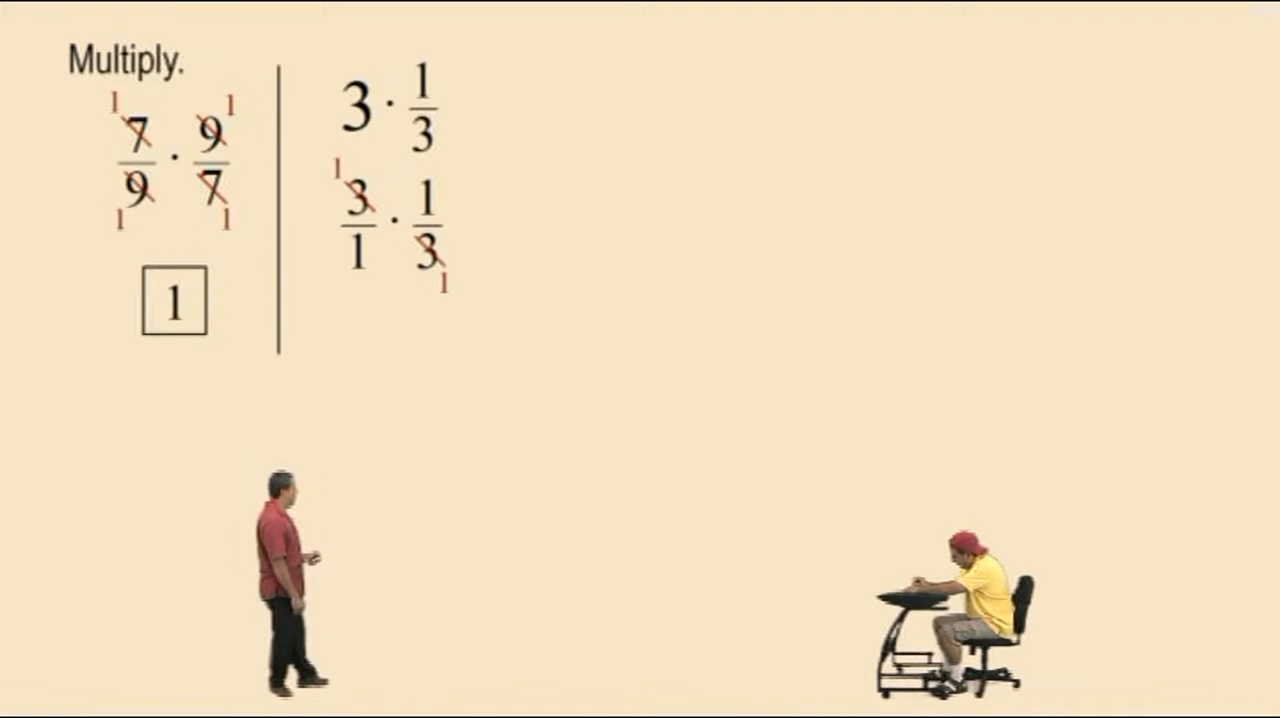 Multiply.
1 1
7/9 · 9/7
1 1
1
3 · 1/3
1
3/1 · 1/3
1